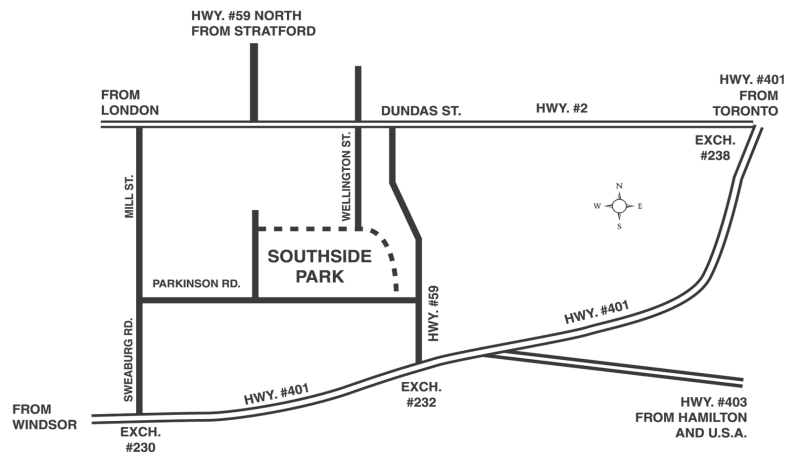 HWY. #59 NORTH
FROM STRATFORD
HWY. #401
FROM
TORONTO
FROM
LONDON
DUNDAS ST.
HWY. #2
EXCH.
#238
MILL ST.
WELLINGTON ST.
N
W
E
S
SOUTHSIDE
PARK
PARKINSON RD.
HWY. #59
HWY. #401
SWEABURG RD.
HWY. #401
EXCH.
#232
HWY. #403
FROM HAMILTON
AND U.S.A.
FROM
WINDSOR
EXCH.
#230